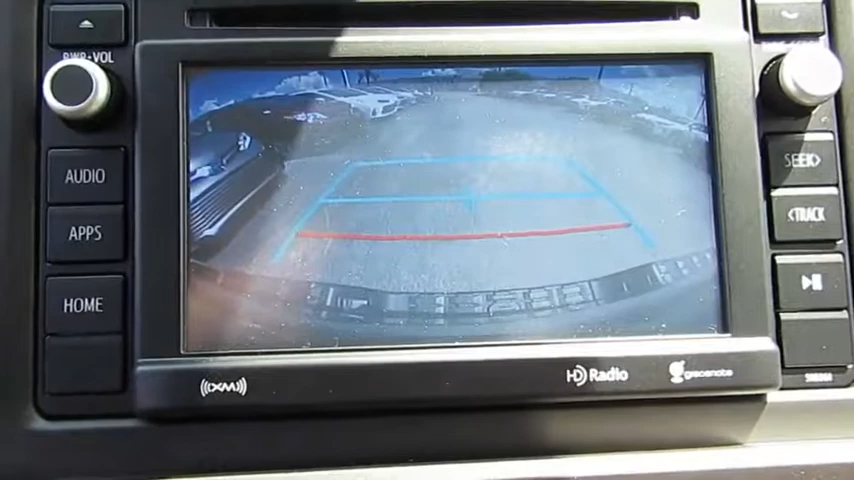 PWR•VOL
AUDIO
APPS
HOME
SEEK>
<TRACK
((XM))
HD Radio
gracenote